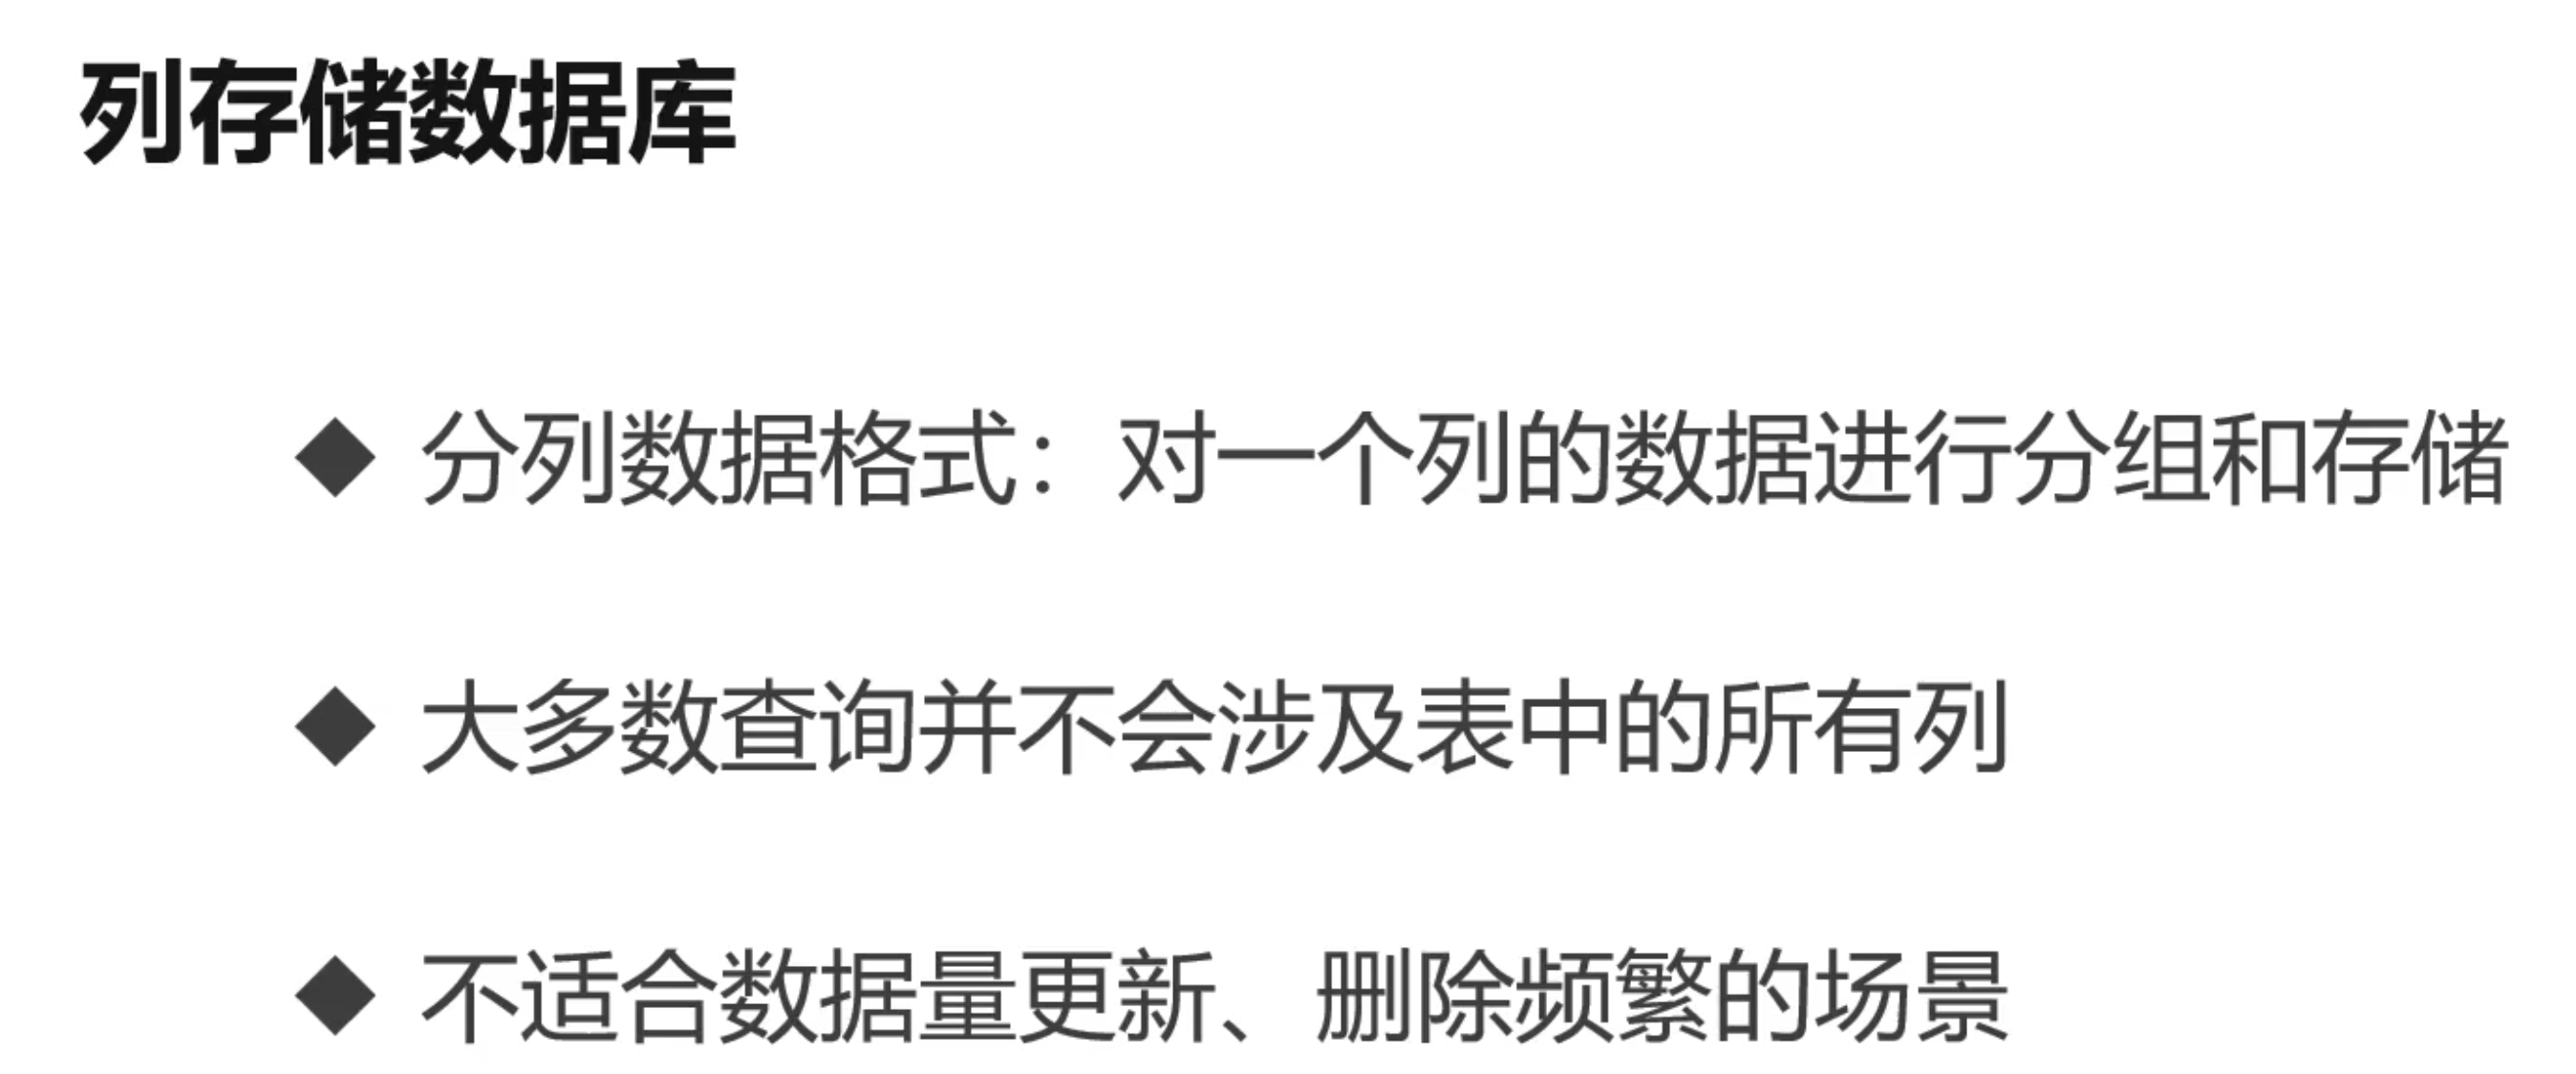 列存储数据库
◆ 分列数据格式：对一个列的数据进行分组和存储
◆ 大多数查询并不会涉及表中的所有列
◆ 不适合数据量更新、删除频繁的场景